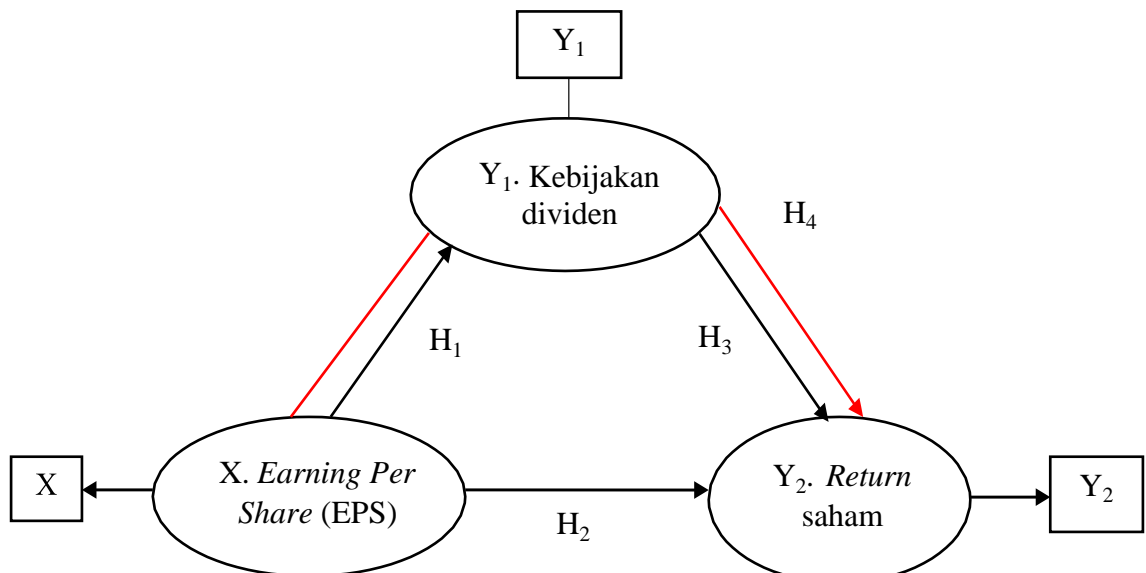 Y₁
Y₁. Kebijakan
dividen
H₄
H₁
H₃
X
X. Earning Per
Share (EPS)
H₂
Y₂. Return
saham
Y₂